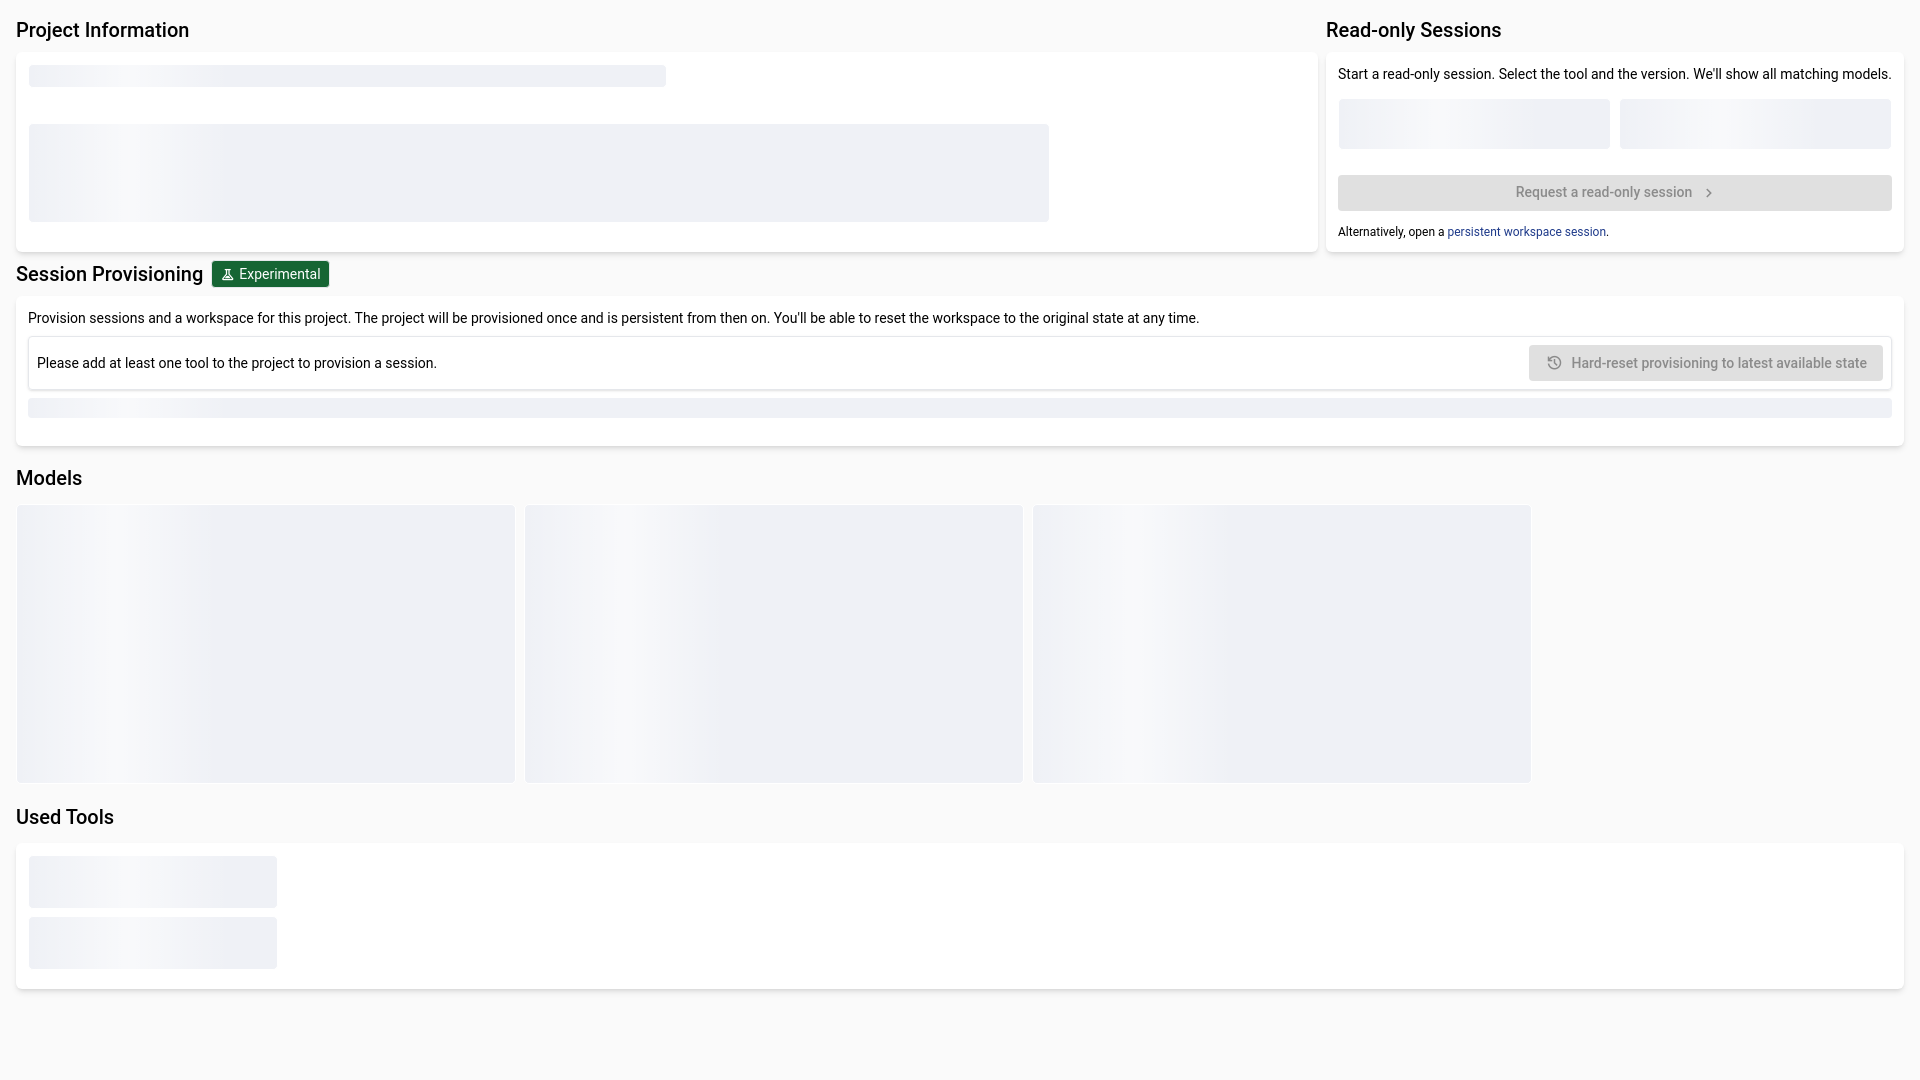 Project Information
Read-only Sessions
Start a read-only session. Select the tool and the version. We'll show all matching models.
Request a read-only session
Alternatively, open a persistent workspace session.
Session Provisioning
Experimental
Provision sessions and a workspace for this project. The project will be provisioned once and is persistent from then on. You'll be able to reset the workspace to the original state at any time.
Please add at least one tool to the project to provision a session.
Hard-reset provisioning to latest available state
Models
Used Tools